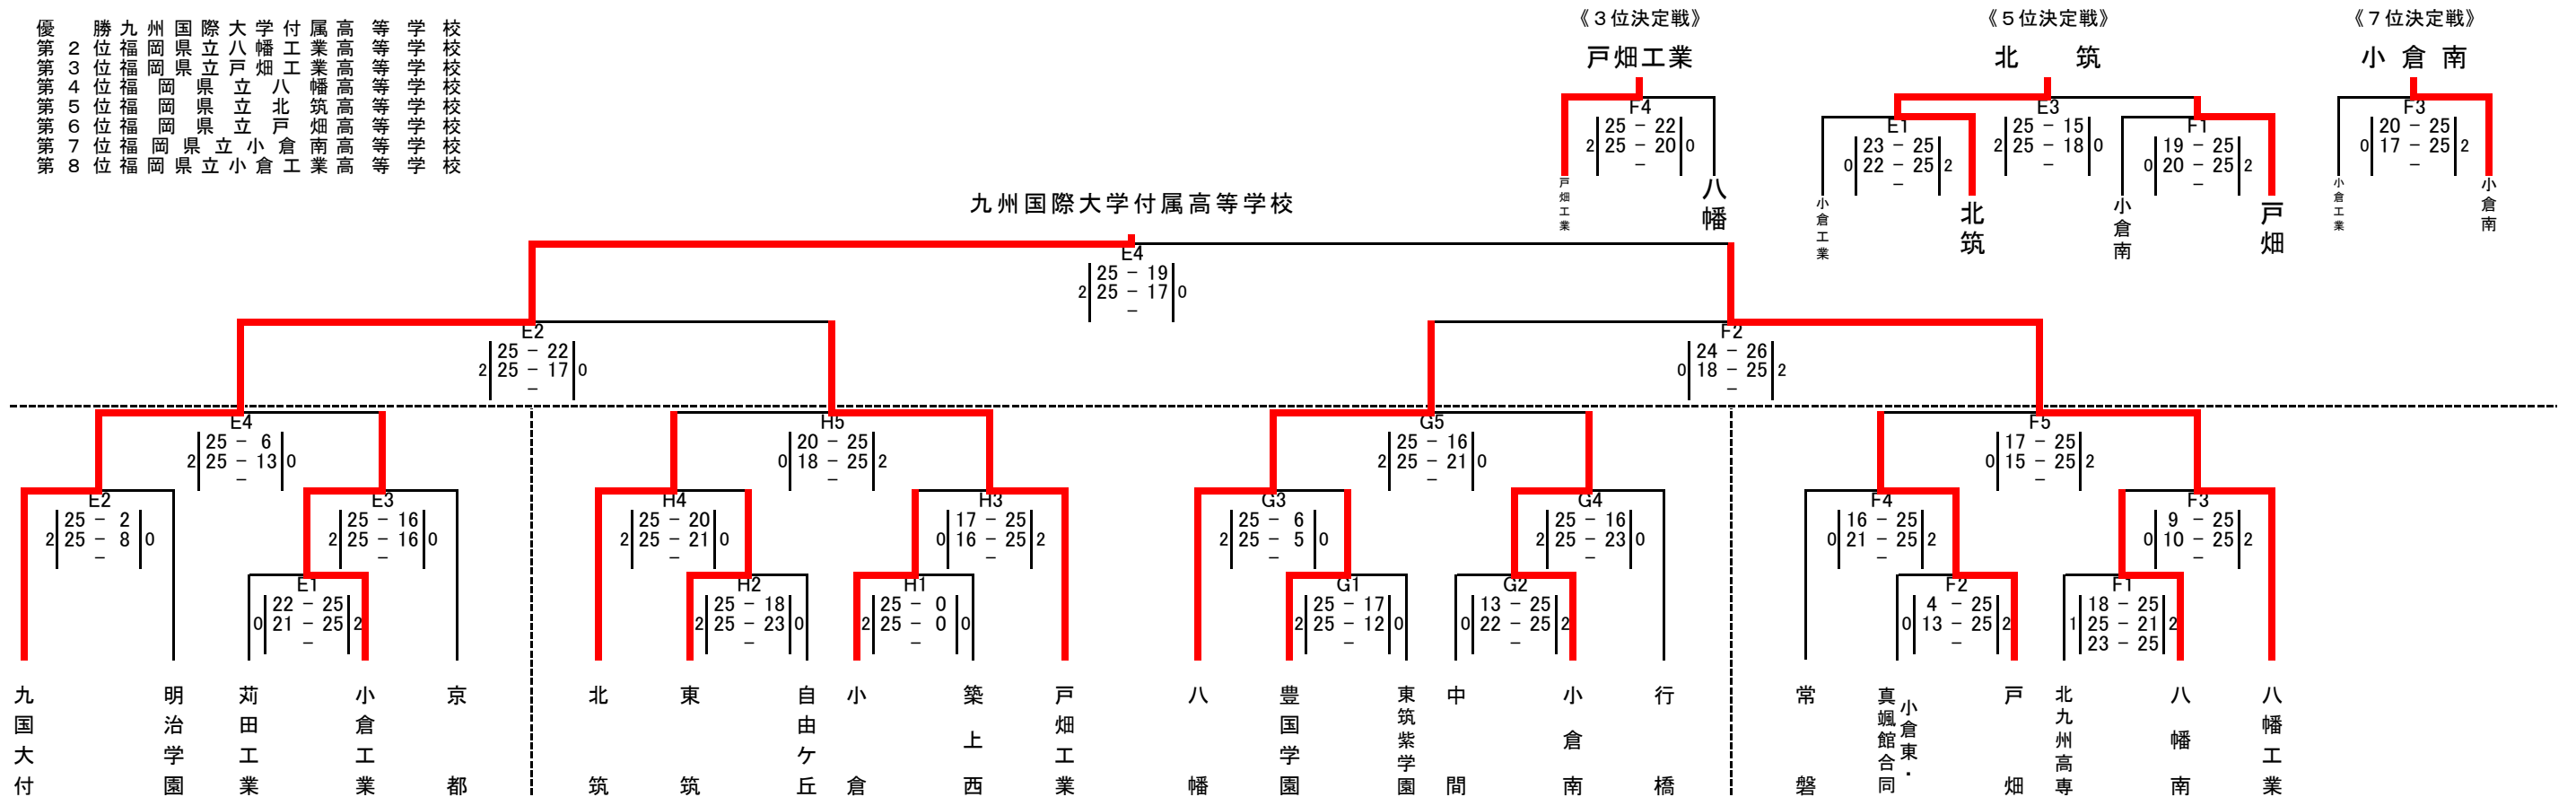 優勝九州国際大学付属高等学校
第２位福岡県立八幡工業高等学校
第３位福岡県立戸畑工業高等学校
第４位福岡県立八幡高等学校
第５位福岡県立北筑高等学校
第６位福岡県立戸畑高等学校
第７位福岡県立小倉南高等学校
第８位福岡県立小倉工業高等学校
《３位決定戦》
戸畑工業
F4
25 － 22
2 25 － 20 0
－
戸畑工業
八幡
《５位決定戦》
北筑
E3
25 － 15
2 25 － 18 0
－
E1
23 － 25
0 22 － 25 2
－
F1
19 － 25
0 20 － 25 2
－
小倉工業
北筑
小倉南
戸畑
《７位決定戦》
小倉南
F3
20 － 25
0 17 － 25 2
－
小倉工業
小倉南
九州国際大学付属高等学校
E4
25 － 19
2 25 － 17 0
－
E2
25 － 22
2 25 － 17 0
－
F2
24 － 26
0 18 － 25 2
－
E4
25 － 6
2 25 － 13 0
－
H5
20 － 25
0 18 － 25 2
－
G5
25 － 16
2 25 － 21 0
－
F5
17 － 25
0 15 － 25 2
－
E2
25 － 2
2 25 － 8 0
－
E3
25 － 16
2 25 － 16 0
－
H4
25 － 20
2 25 － 21 0
－
H3
17 － 25
0 16 － 25 2
－
G3
25 － 6
2 25 － 5 0
－
G4
25 － 16
2 25 － 23 0
－
F4
16 － 25
0 21 － 25 2
－
F3
9 － 25
0 10 － 25 2
－
E1
22 － 25
0 21 － 25 2
－
H2
25 － 18
2 25 － 23 0
－
H1
25 － 0
2 25 － 0 0
－
G1
25 － 17
2 25 － 12 0
－
G2
13 － 25
0 22 － 25 2
－
F2
4 － 25
0 13 － 25 2
－
F1
18 － 25
1 25 － 21 2
23 － 25
九国大付
明治学園
苅田工業
小倉工業
京都
北筑
東筑
自由ケ丘
小倉
築上西
戸畑工業
八幡
豊国学園
東筑紫学園
中間
小倉南
行橋
常磐
小倉東・
真颯館合同
戸畑
北九州高専
八幡南
八幡工業